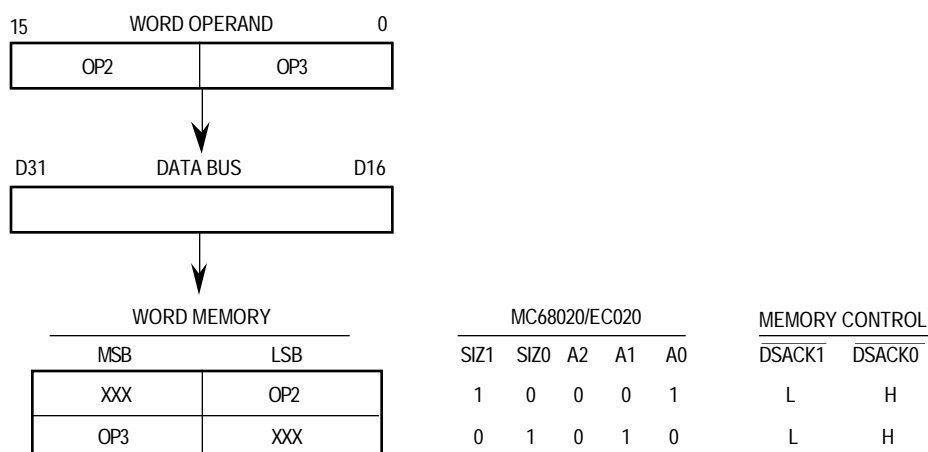 15 WORD OPERAND 0
OP2 OP3
D31 DATA BUS D16
WORD MEMORY MC68020/EC020 MEMORY CONTROL
MSB LSB SIZ1 SIZ0 A2 A1 A0 DSACK1 DSACK0
XXX OP2 1 0 0 0 1 L H
OP3 XXX 0 1 0 1 0 L H